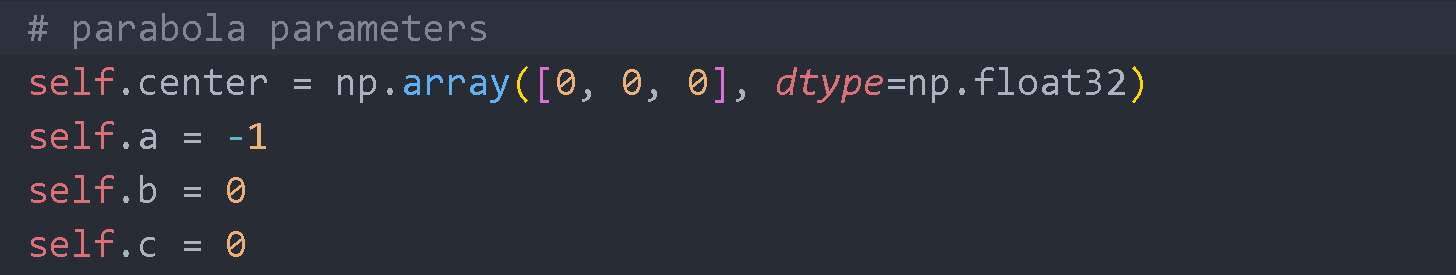 # parabola parameters
self.center = np.array([0, 0, 0], dtype=np.float32)
self.a = -1
self.b = 0
self.c = 0